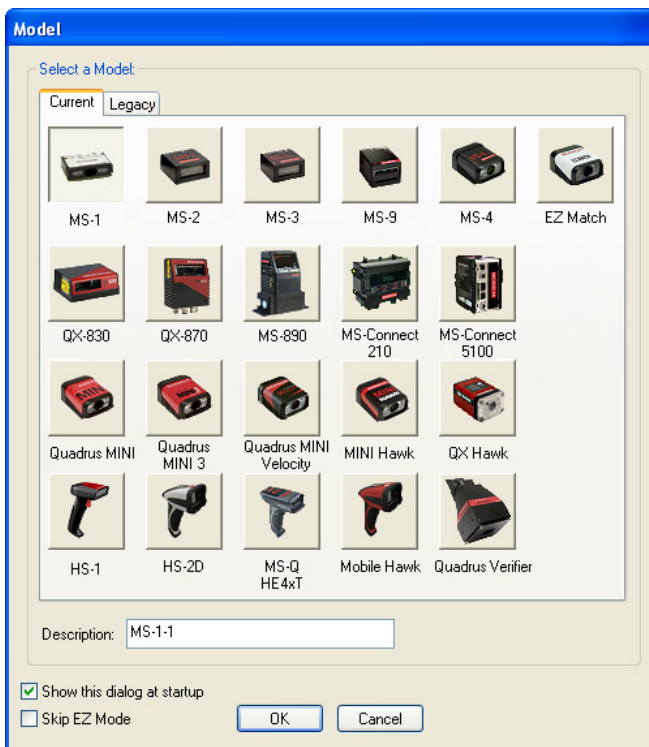 Model
Select a Model:
Current Legacy
MS-1 MS-2 MS-3 MS-9 MS-4 EZ Match
QX-830 QX-870 MS-890 MS-Connect 210 MS-Connect 5100
Quadrus MINI Quadrus MINI 3 Quadrus MINI Velocity MINI Hawk QX Hawk
HS-1 HS-2D MS-Q HE4xT Mobile Hawk Quadrus Verifier
Description: MS-1-1
Show this dialog at startup
Skip EZ Mode
OK Cancel